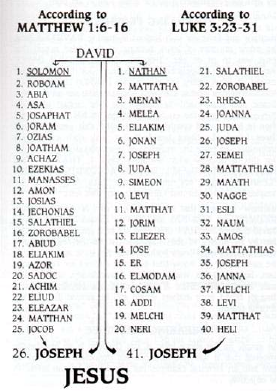 According to
MATTHEW 1:6-16
According to
LUKE 3:23-31
DAVID
1. SOLOMON
2. ROBOAM
3. ABIA
4. ASA
5. JOSAPHAT
6. JORAM
7. OZIAS
8. JOATHAM
9. ACHAZ
10. EZEKIAS
11. MANASSES
12. AMON
13. JOSIAS
14. JECHONIAS
15. SALATHIEL
16. ZOROBABEL
17. ABIUD
18. ELIAKIM
19. AZOR
20. SADOC
21. ACHIM
22. ELIUD
23. ELEAZAR
24. MATTHAN
25. JOCOB
26. JOSEPH
1. NATHAN
2. MATTATHA
3. MENAN
4. MELEA
5. ELIAKIM
6. JONAN
7. JOSEPH
8. JUDA
9. SIMEON
10. LEVI
11. MATTHAT
12. JORIM
13. ELIEZER
14. JOSE
15. ER
16. ELMODAM
17. COSAM
18. ADDI
19. MELCHI
20. NERI
21. SALATHIEL
22. ZOROBABEL
23. RHESA
24. JOANNA
25. JUDA
26. JOSEPH
27. SEMEI
28. MATTATHIAS
29. MAATH
30. NAGGE
31. ESLI
32. NAUM
33. AMOS
34. MATTATHIAS
35. JOSEPH
36. JANNA
37. MELCHI
38. LEVI
39. MATTHAT
40. HELI
41. JOSEPH
JESUS